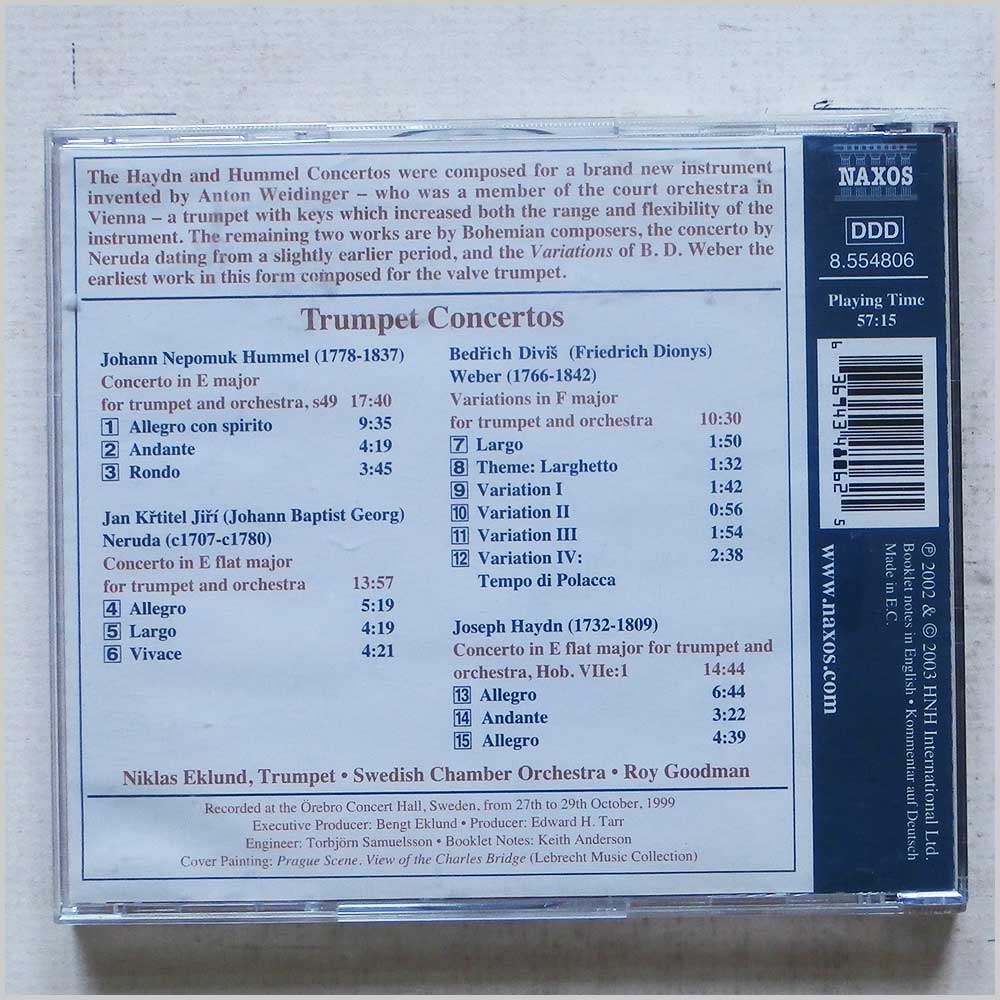 The Haydn and Hummel Concertos were composed for a brand new instrument
invented by Anton Weidinger – who was a member of the court orchestra in
Vienna – a trumpet with keys which increased both the range and flexibility of the
instrument. The remaining two works are by Bohemian composers, the concerto by
Neruda dating from a slightly earlier period, and the Variations of B. D. Weber the
earliest work in this form composed for the valve trumpet.
Trumpet Concertos
Johann Nepomuk Hummel (1778-1837)
Concerto in E major
for trumpet and orchestra, s49 17:40
1 Allegro con spirito 9:35
2 Andante 4:19
3 Rondo 3:45
Jan Křtitel Jiří (Johann Baptist Georg)
Neruda (c1707-c1780)
Concerto in E flat major
for trumpet and orchestra 13:57
4 Allegro 5:19
5 Largo 4:19
6 Vivace 4:21
Bedřich Diviš (Friedrich Dionys)
Weber (1766-1842)
Variations in F major
for trumpet and orchestra 10:30
7 Largo 1:50
8 Theme: Larghetto 1:32
9 Variation I 1:42
10 Variation II 0:56
11 Variation III 1:54
12 Variation IV: 2:38
Tempo di Polacca
Joseph Haydn (1732-1809)
Concerto in E flat major for trumpet and
orchestra, Hob. VIIe:1 14:44
13 Allegro 6:44
14 Andante 3:22
15 Allegro 4:39
Niklas Eklund, Trumpet • Swedish Chamber Orchestra • Roy Goodman
Recorded at the Örebro Concert Hall, Sweden, from 27th to 29th October, 1999
Executive Producer: Bengt Eklund • Producer: Edward H. Tarr
Engineer: Torbjörn Samuelsson • Booklet Notes: Keith Anderson
Cover Painting: Prague Scene, View of the Charles Bridge (Lebrecht Music Collection)
NAXOS
DDD
8.554806
Playing Time
57:15
www.naxos.com
℗ 2002 & © 2003 HNH International Ltd.
Booklet notes in English • Kommentar auf Deutsch
Made in E.C.